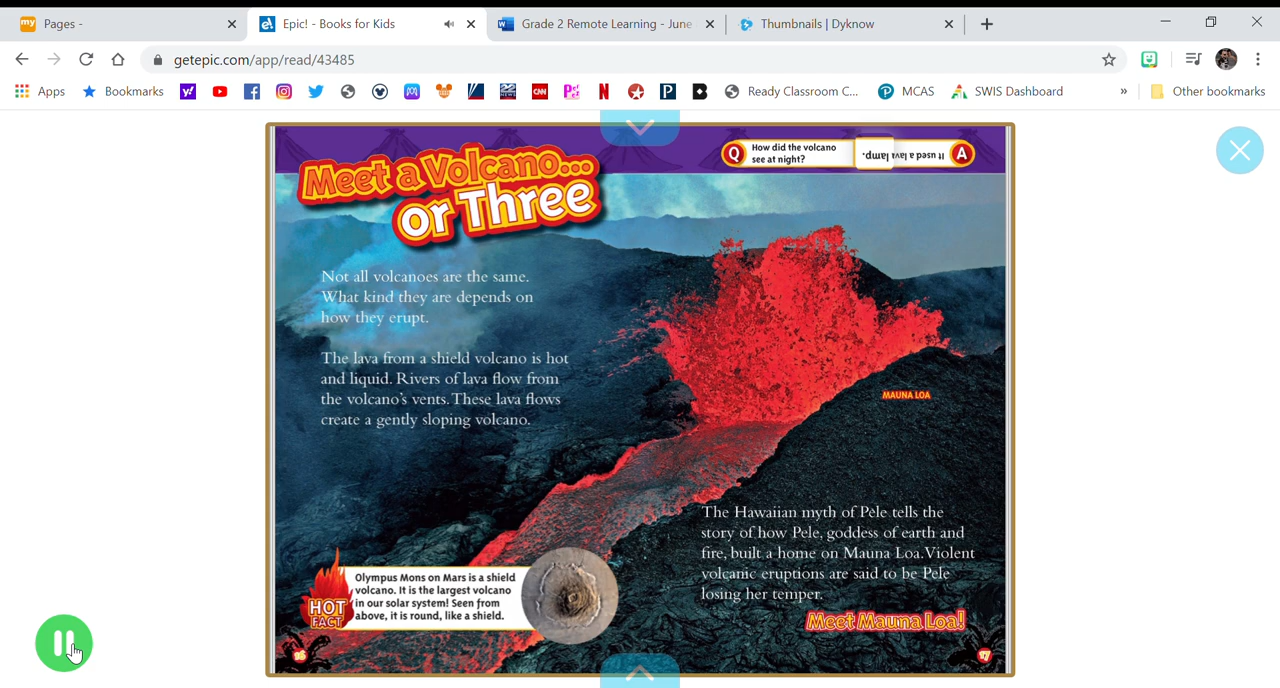 Pages -
Epic! - Books for Kids
Grade 2 Remote Learning - June
Thumbnails | Dyknow
getepic.com/app/read/43485
Apps
Bookmarks
Ready Classroom C...
MCAS
SWIS Dashboard
»
Other bookmarks
Meet a Volcano...
or Three
Q
How did the volcano
see at night?
It used a lava lamp.
A
Not all volcanoes are the same.
What kind they are depends on
how they erupt.
The lava from a shield volcano is hot
and liquid. Rivers of lava flow from
the volcano's vents. These lava flows
create a gently sloping volcano.
MAUNA LOA
The Hawaiian myth of Pele tells the
story of how Pele, goddess of earth and
fire, built a home on Mauna Loa. Violent
volcanic eruptions are said to be Pele
losing her temper.
Meet Mauna Loa!
HOT
FACT
Olympus Mons on Mars is a shield
volcano. It is the largest volcano
in our solar system! Seen from
above, it is round, like a shield.
16
17